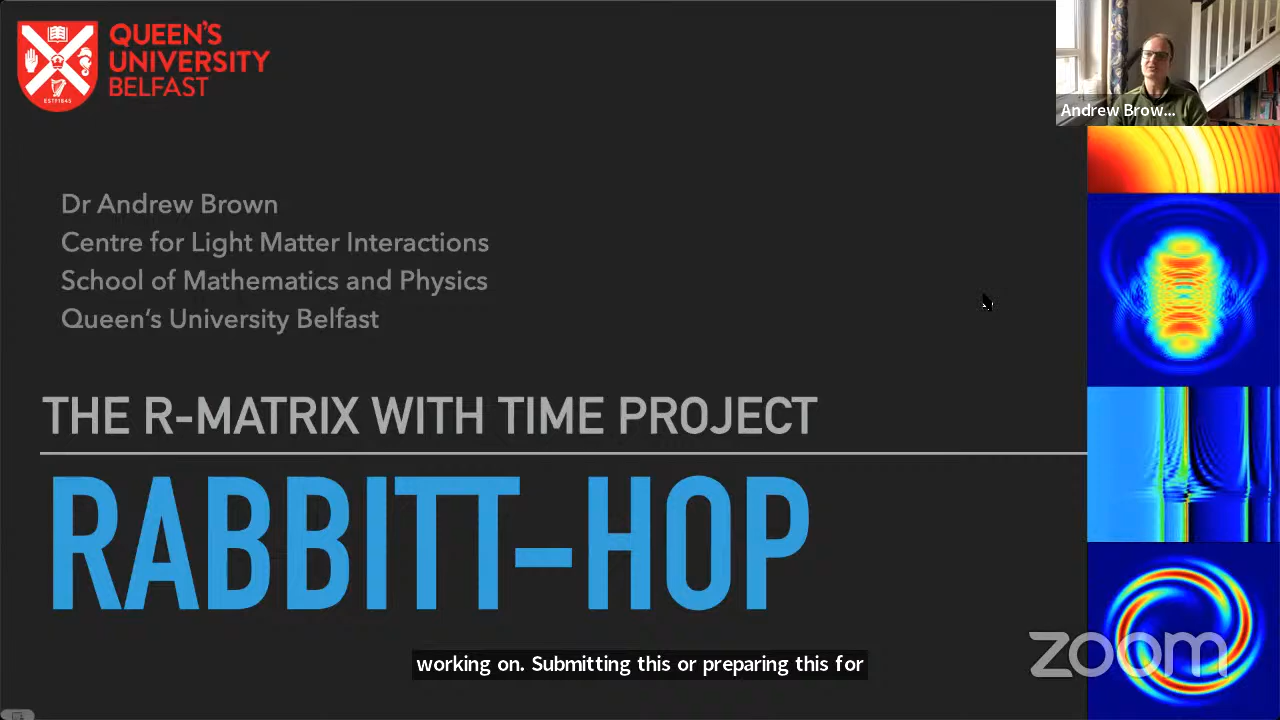 QUEEN'S
UNIVERSITY
BELFAST
ESTD1845
Andrew Brow...
Dr Andrew Brown
Centre for Light Matter Interactions
School of Mathematics and Physics
Queen's University Belfast
THE R-MATRIX WITH TIME PROJECT
RABBITT-HOP
working on. Submitting this or preparing this for
zoom